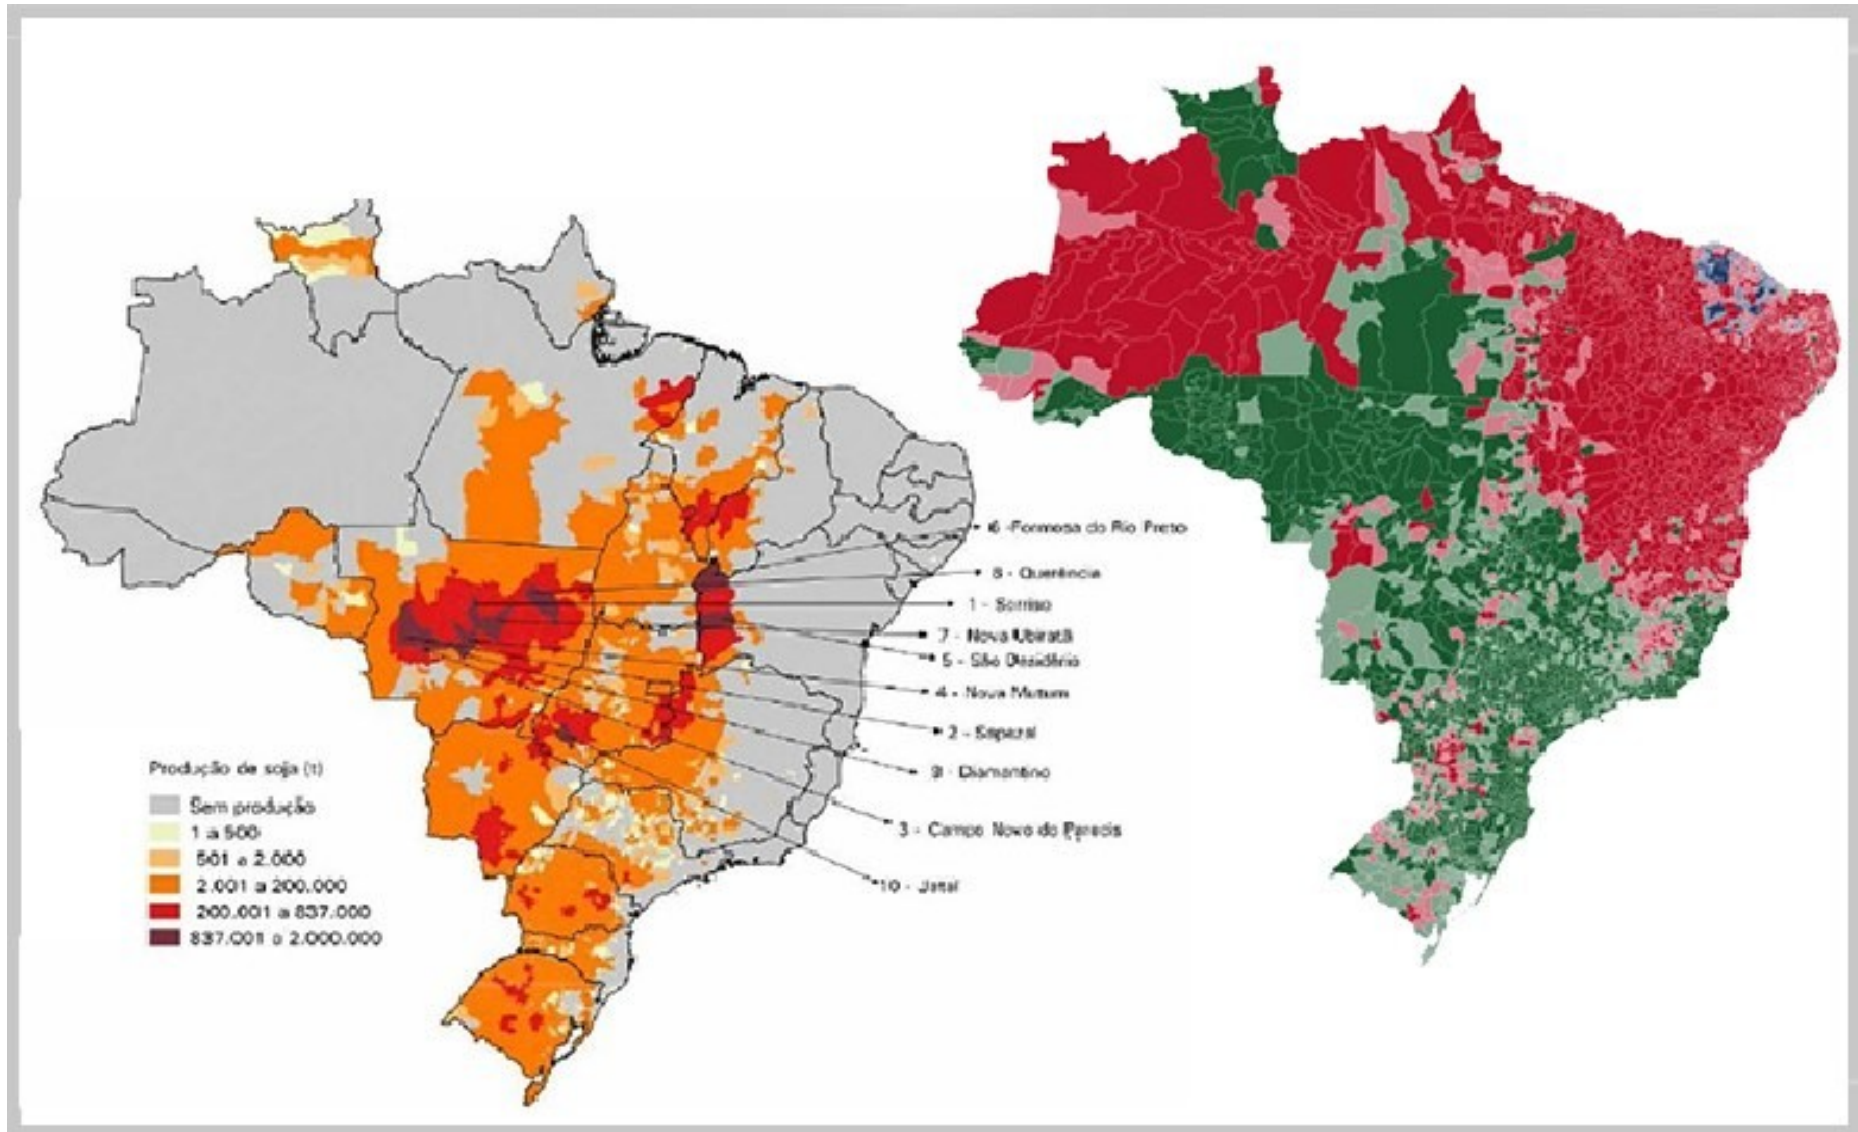 6 - Formosa do Rio Preto
8 - Querência
1 - Sorriso
7 - Nova Ubiratã
5 - São Desidério
4 - Nova Mutum
2 - Sapezal
9 - Diamantino
3 - Campo Novo do Parecis
10 - Jataí
Produção de soja (t)
Sem produção
1 a 500
501 a 2.000
2.001 a 200.000
200.001 a 837.000
837.001 a 2.000.000